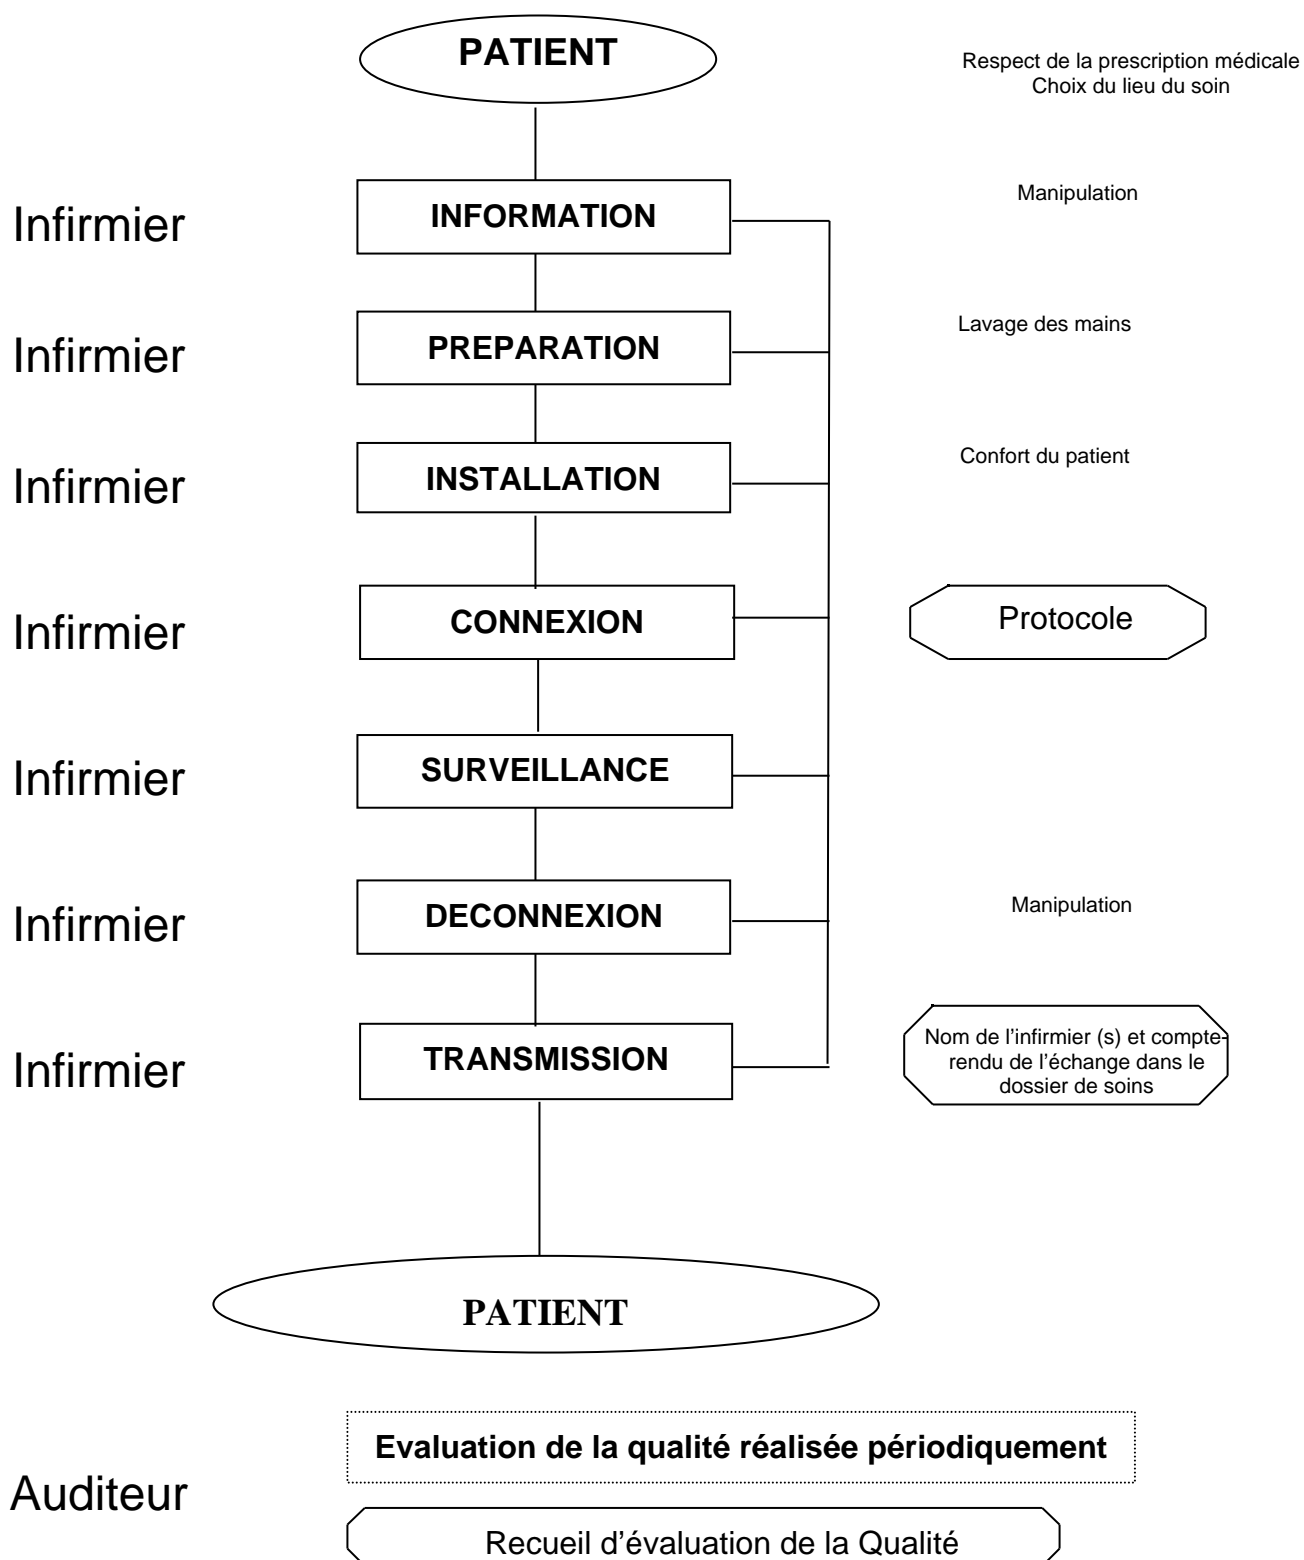 PATIENT
Respect de la prescription médicale
Choix du lieu du soin
Infirmier
INFORMATION
Manipulation
Infirmier
PREPARATION
Lavage des mains
Infirmier
INSTALLATION
Confort du patient
Infirmier
CONNEXION
Protocole
Infirmier
SURVEILLANCE
Infirmier
DECONNEXION
Manipulation
Infirmier
TRANSMISSION
Nom de l’infirmier (s) et compte-
rendu de l’échange dans le
dossier de soins
PATIENT
Evaluation de la qualité réalisée périodiquement
Auditeur
Recueil d’évaluation de la Qualité